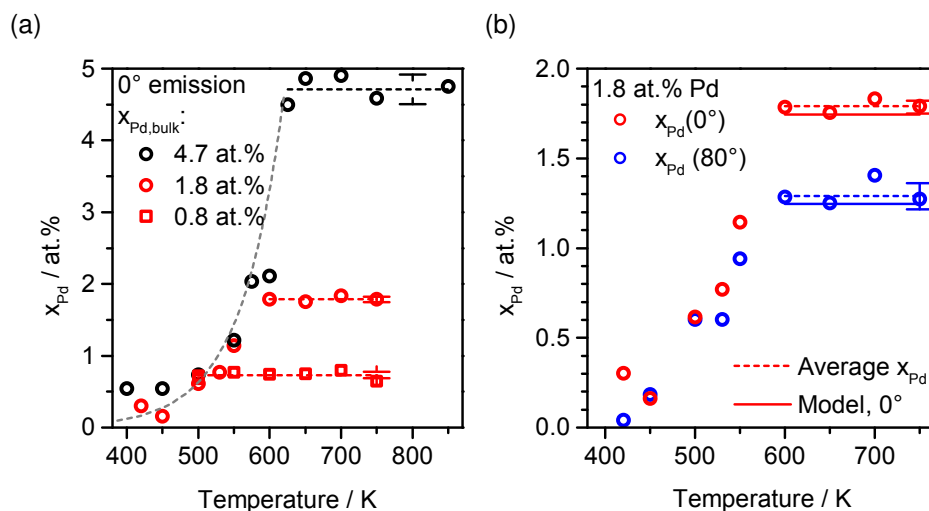 (a)
0° emission
x_Pd,bulk:
4.7 at.%
1.8 at.%
0.8 at.%
5
4
3
2
1
0
x_Pd / at.%
400 500 600 700 800
Temperature / K
(b)
1.8 at.% Pd
x_Pd(0°)
x_Pd (80°)
2.0
1.5
1.0
0.5
0.0
x_Pd / at.%
Average x_Pd
Model, 0°
400 500 600 700
Temperature / K